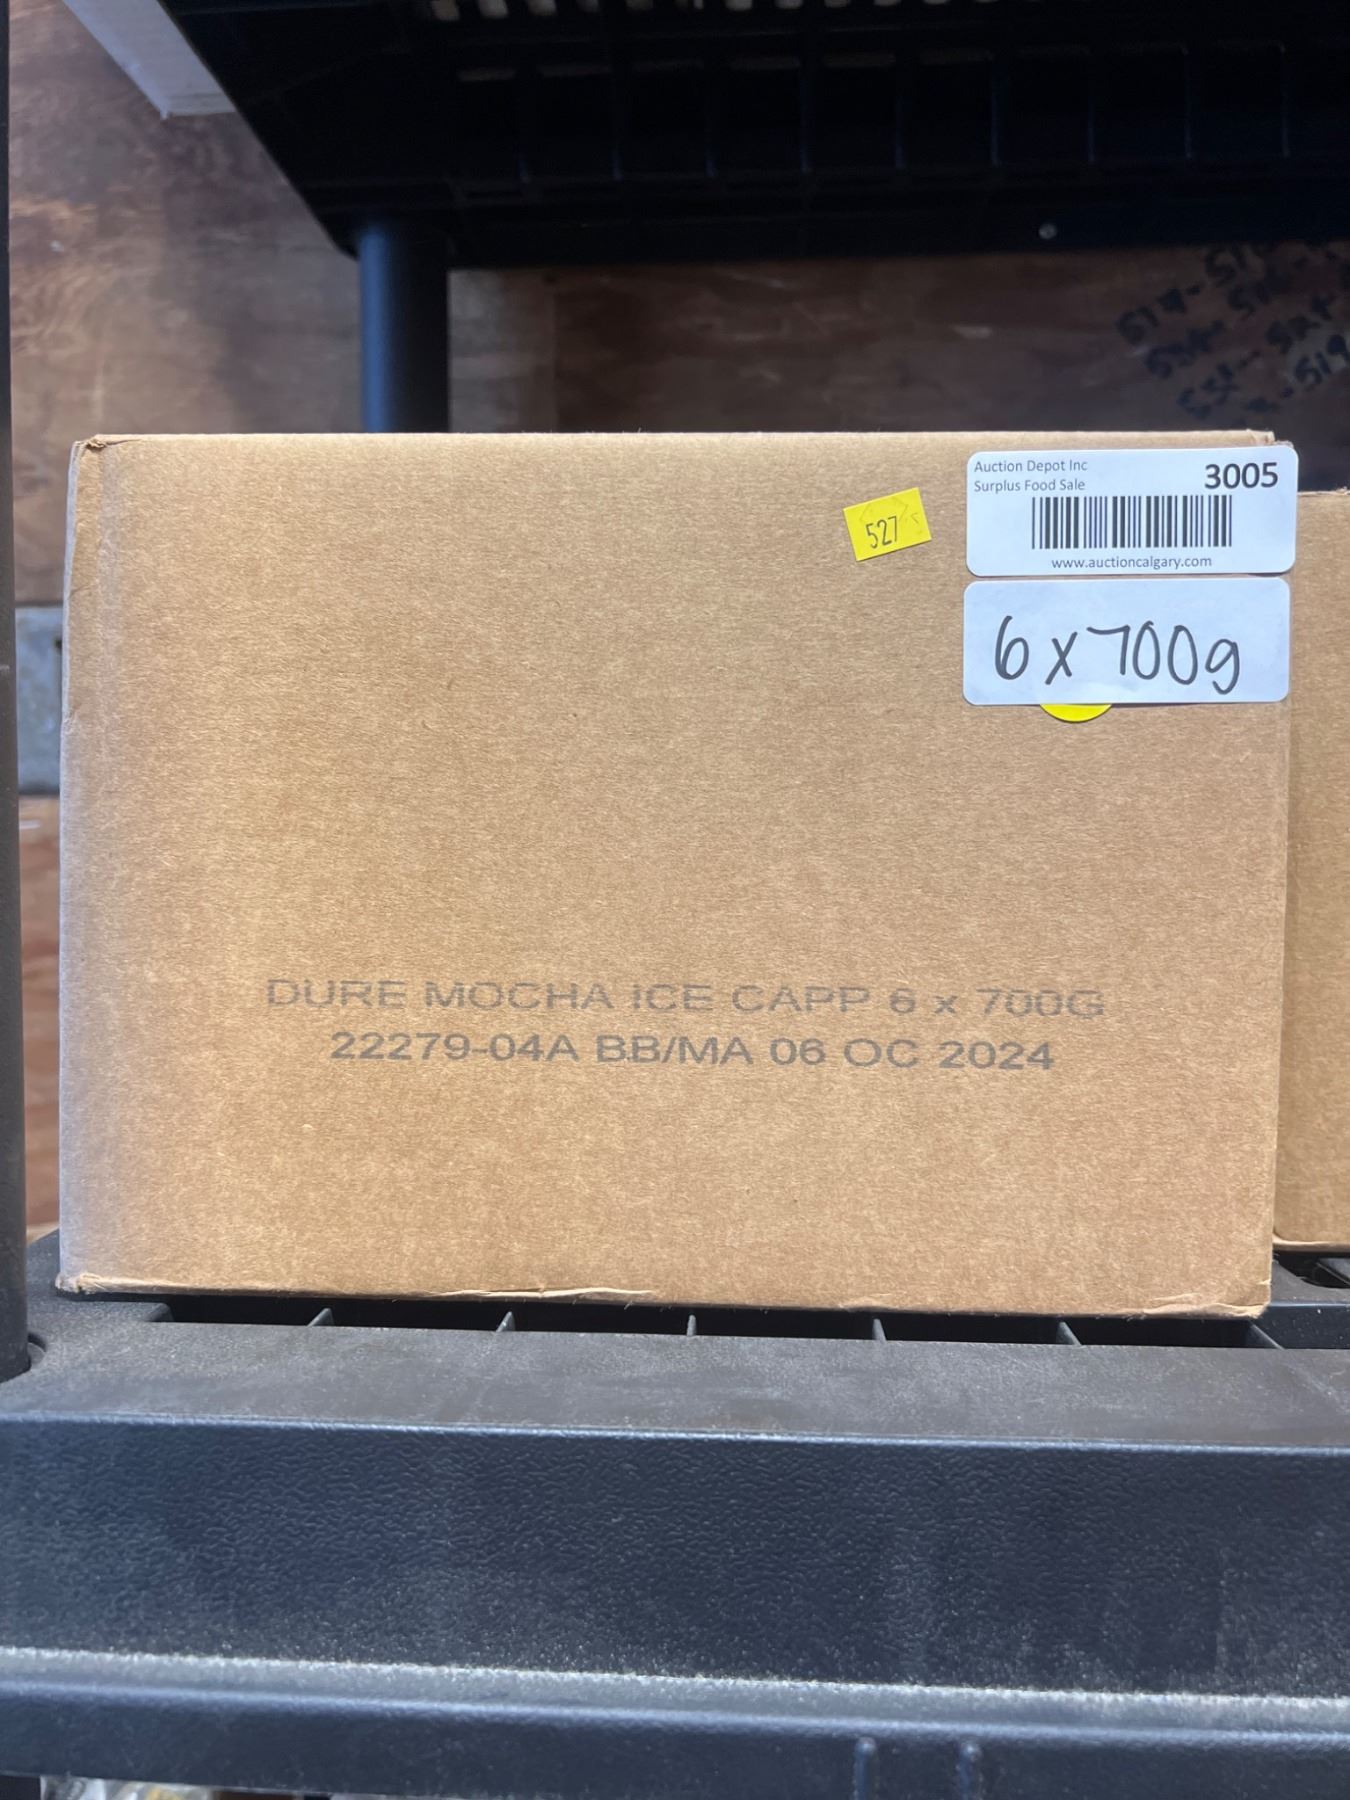 Auction Depot Inc
Surplus Food Sale
3005
www.auctioncalgary.com
527
6 x 700g
DURE MOCHA ICE CAPP 6 x 700G
22279-04A BB/MA 06 OC 2024